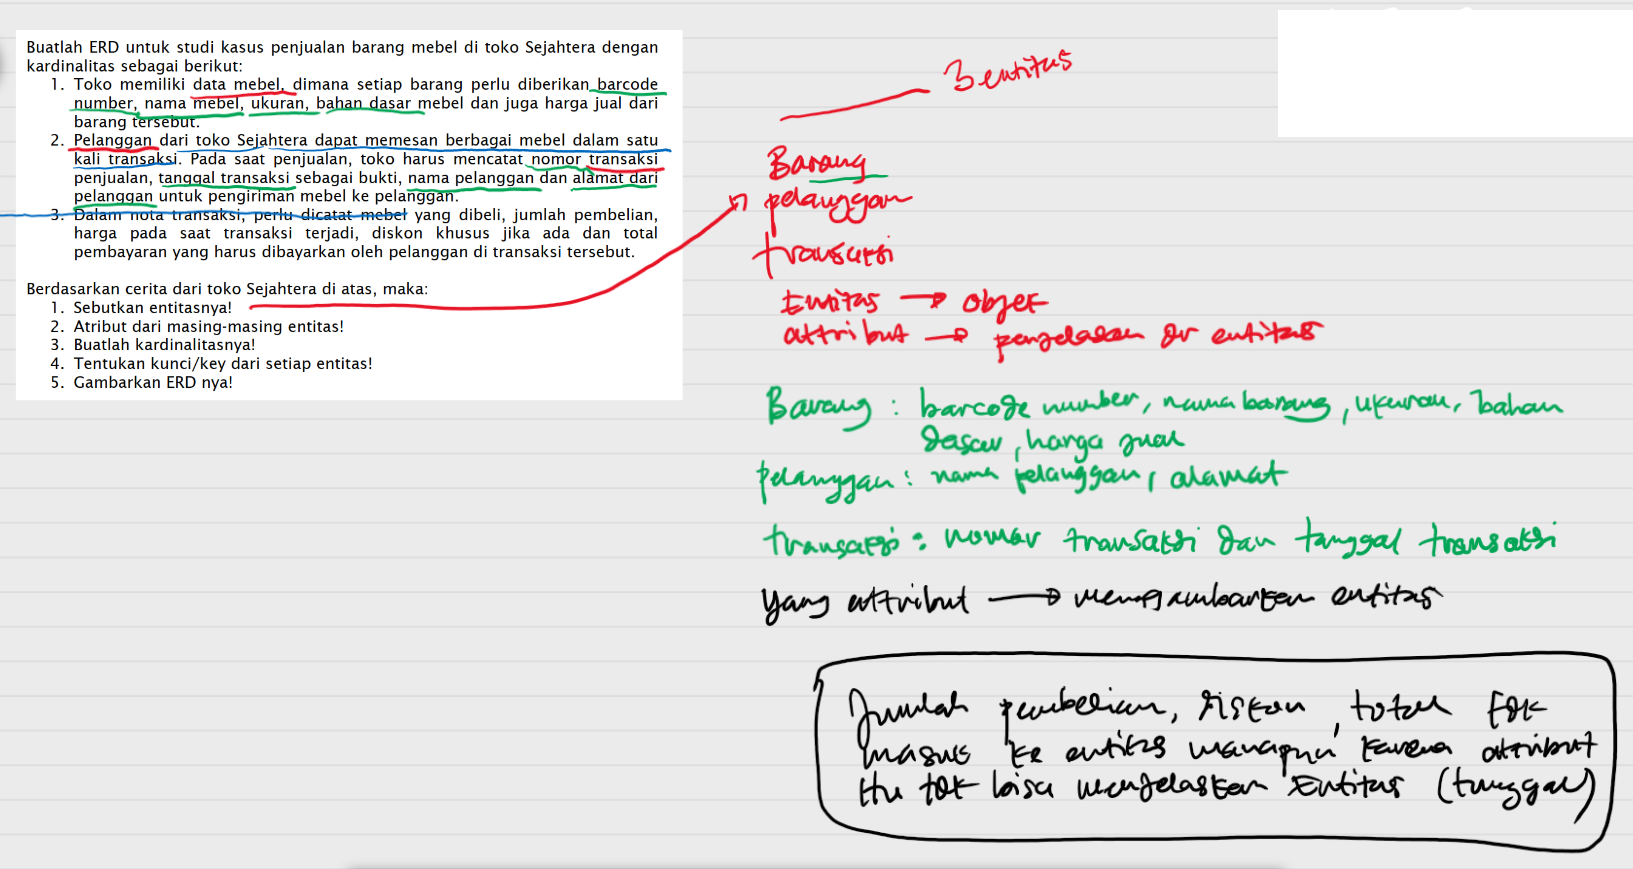 Buatlah ERD untuk studi kasus penjualan barang mebel di toko Sejahtera dengan
kardinalitas sebagai berikut:
1. Toko memiliki data mebel, dimana setiap barang perlu diberikan barcode
number, nama mebel, ukuran, bahan dasar mebel dan juga harga jual dari
barang tersebut.
2. Pelanggan dari toko Sejahtera dapat memesan berbagai mebel dalam satu
kali transaksi. Pada saat penjualan, toko harus mencatat nomor transaksi
penjualan, tanggal transaksi sebagai bukti, nama pelanggan dan alamat dari
pelanggan untuk pengiriman mebel ke pelanggan.
3. Dalam nota transaksi, perlu dicatat mebel yang dibeli, jumlah pembelian,
harga pada saat transaksi terjadi, diskon khusus jika ada dan total
pembayaran yang harus dibayarkan oleh pelanggan di transaksi tersebut.
Berdasarkan cerita dari toko Sejahtera di atas, maka:
1. Sebutkan entitasnya!
2. Atribut dari masing-masing entitas!
3. Buatlah kardinalitasnya!
4. Tentukan kunci/key dari setiap entitas!
5. Gambarkan ERD nya!
3 entitas
Barang
pelanggan
transaksi
Entitas → objek
attribut → penjelasan dr entitas
Barang : barcode number, nama barang, ukuran, bahan
dasar, harga jual
pelanggan : nama pelanggan, alamat
transaksi : nomor transaksi dan tanggal transaksi
yang attribut → menggambarkan entitas
Jumlah pembelian, diskon, total tdk
masuk ke entitas manapun karena attribut
itu tdk bisa menjelaskan Entitas (tunggal)